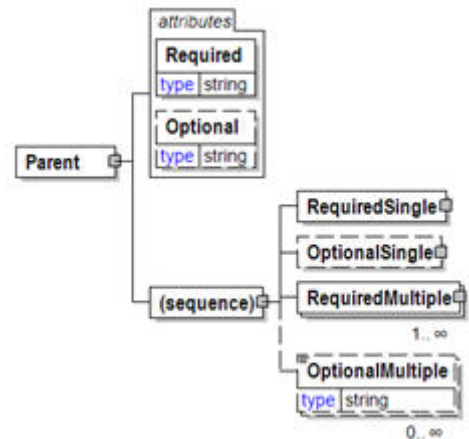 attributes
Required
type string
Optional
type string
Parent
RequiredSingle
OptionalSingle
(sequence)
RequiredMultiple
1.. ∞
OptionalMultiple
type string
0.. ∞